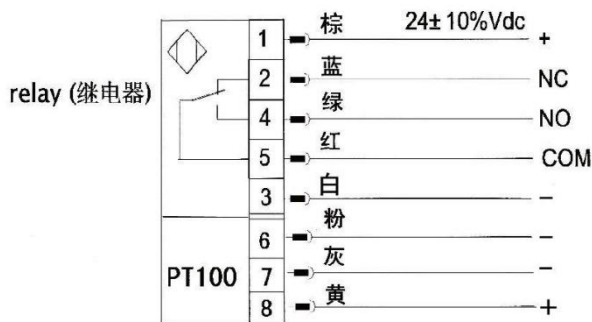 1 棕 24±10%Vdc +
2 蓝 NC
relay (继电器)
4 绿 NO
5 红 COM
3 白 −
6 粉 −
PT100 7 灰 −
8 黄 +